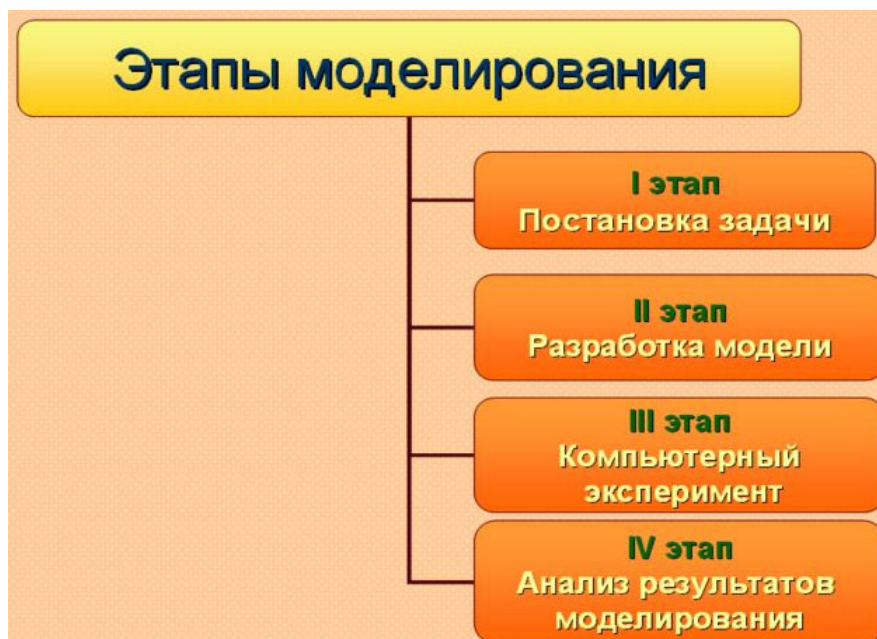 Этапы моделирования
I этап
Постановка задачи
II этап
Разработка модели
III этап
Компьютерный
эксперимент
IV этап
Анализ результатов
моделирования